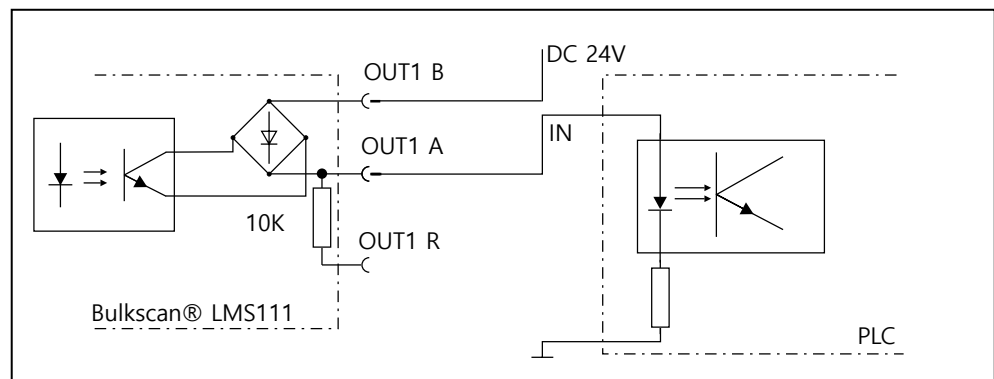 DC 24V
OUT1 B
OUT1 A
IN
10K
OUT1 R
Bulkscan® LMS111
PLC